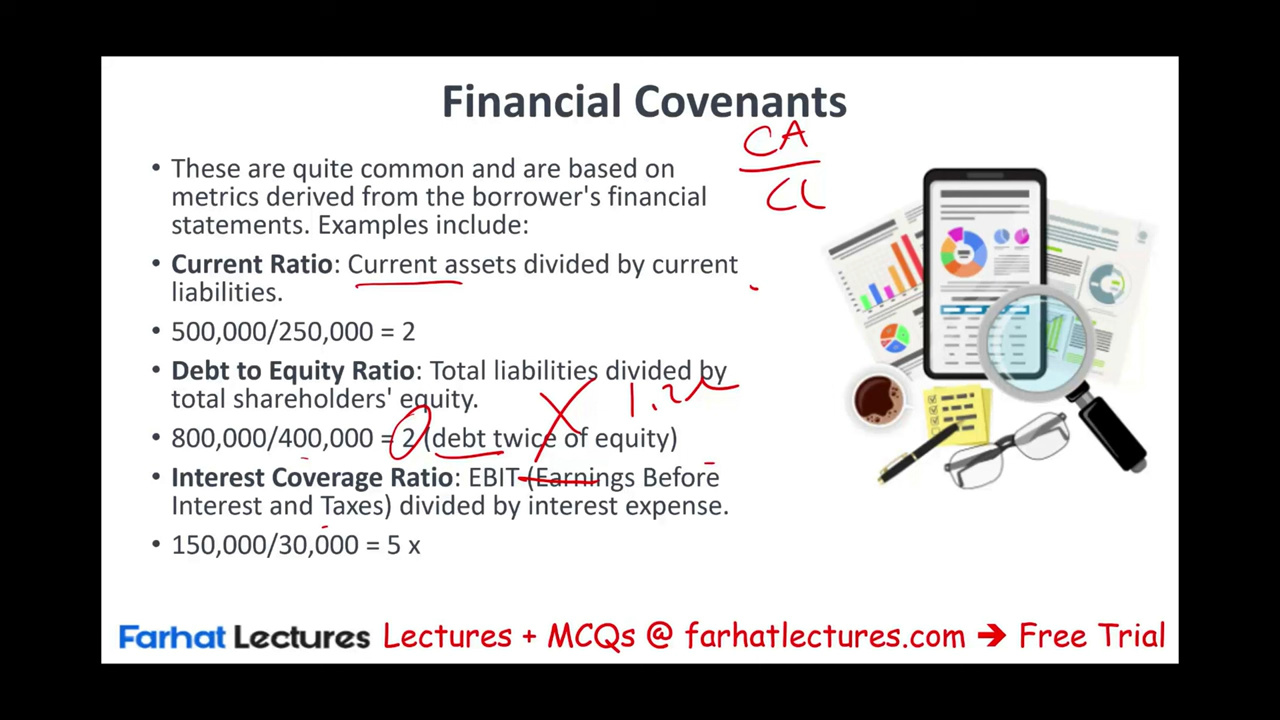 Financial Covenants
CA
CL
• These are quite common and are based on
metrics derived from the borrower's financial
statements. Examples include:
• Current Ratio: Current assets divided by current
liabilities.
• 500,000/250,000 = 2
• Debt to Equity Ratio: Total liabilities divided by
total shareholders' equity.
• 800,000/400,000 = 2 (debt twice of equity)
• Interest Coverage Ratio: EBIT (Earnings Before
Interest and Taxes) divided by interest expense.
• 150,000/30,000 = 5 x
Farhat Lectures Lectures + MCQs @ farhatlectures.com ➔ Free Trial